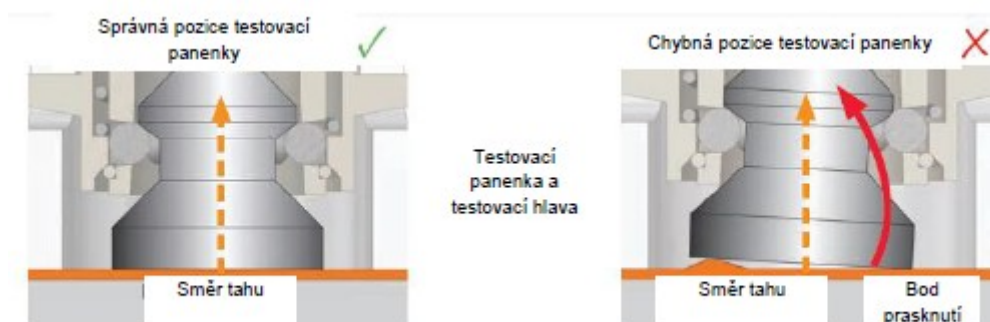 Správná pozice testovací
panenky
Chybná pozice testovací panenky
Testovací
panenka a
testovací hlava
Směr tahu
Směr tahu
Bod
prasknutí